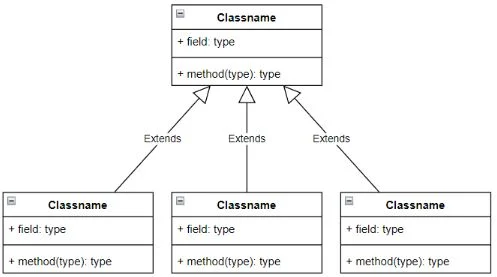 Classname
+ field: type
+ method(type): type
Extends
Extends
Extends
Classname
+ field: type
+ method(type): type
Classname
+ field: type
+ method(type): type
Classname
+ field: type
+ method(type): type